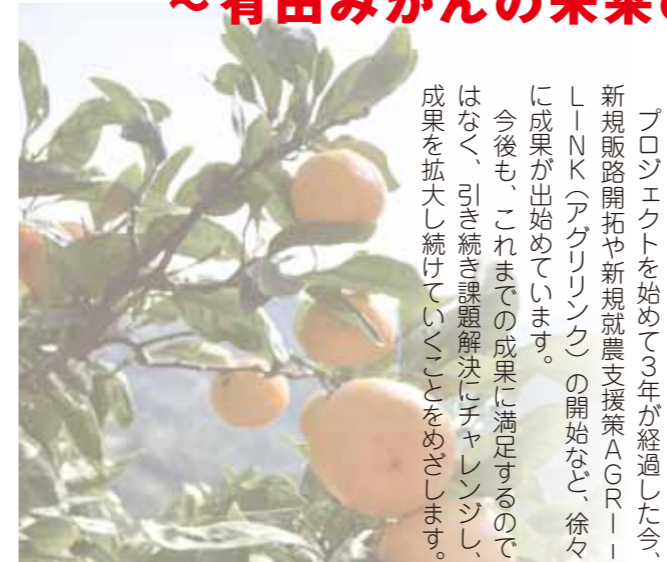 ～有田みかんの未来
プロジェクトを始めて３年が経過した今、
新規販路開拓や新規就農支援策ＡＧＲＩ－
ＬＩＮＫ（アグリリンク）の開始など、徐々
に成果が出始めています。
今後も、これまでの成果に満足するので
はなく、引き続き課題解決にチャレンジし、
成果を拡大し続けていくことをめざします。